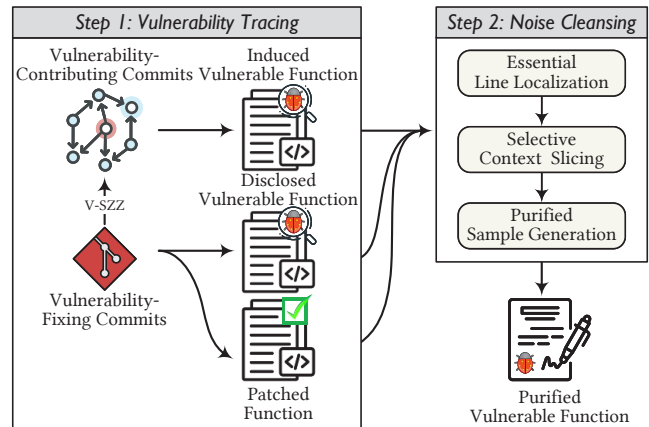 Step 1: Vulnerability Tracing
Vulnerability-
Contributing Commits
Induced
Vulnerable Function
Disclosed
Vulnerable Function
V-SZZ
Vulnerability-
Fixing Commits
Patched
Function
Step 2: Noise Cleansing
Essential
Line Localization
Selective
Context Slicing
Purified
Sample Generation
Purified
Vulnerable Function